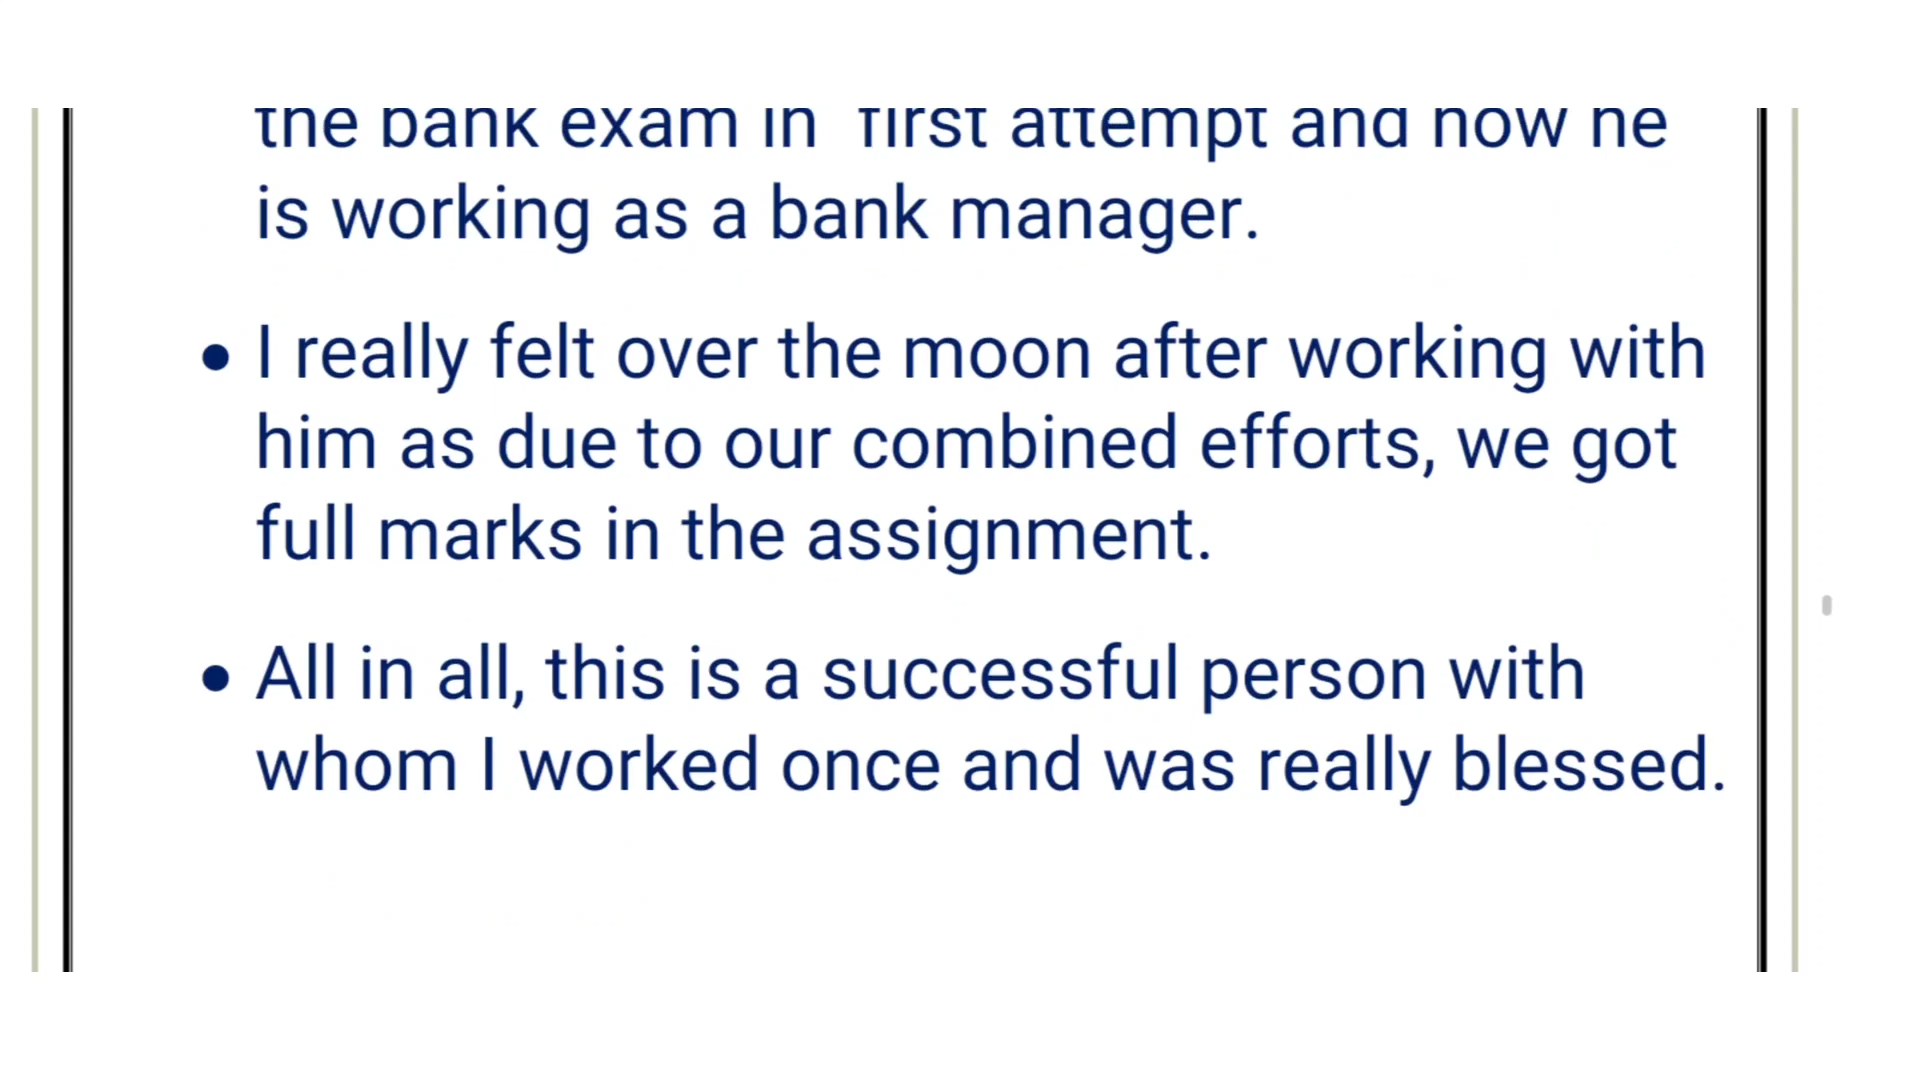 the bank exam in  first attempt and now he
is working as a bank manager.
• I really felt over the moon after working with
him as due to our combined efforts, we got
full marks in the assignment.
• All in all, this is a successful person with
whom I worked once and was really blessed.